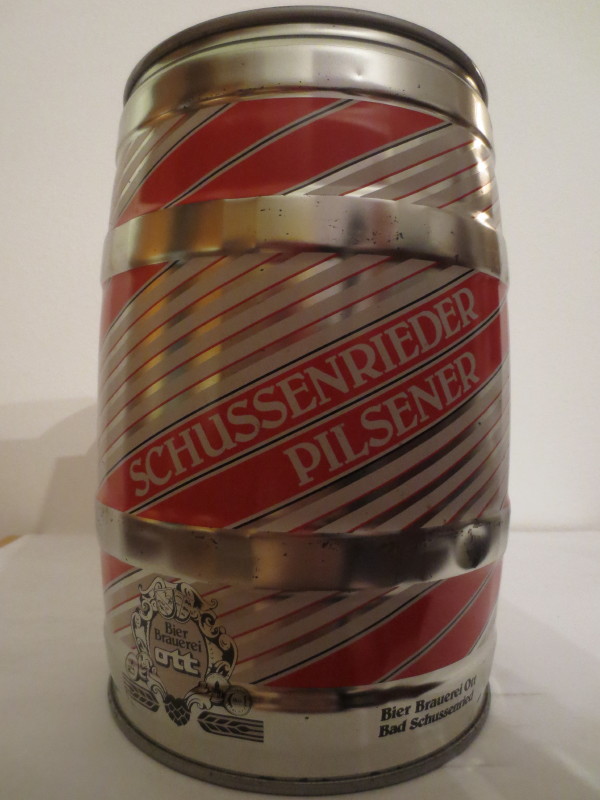 SCHUSSENRIEDER
PILSENER
Bier
Brauerei
ott
Bier Brauerei Ott
Bad Schussenried